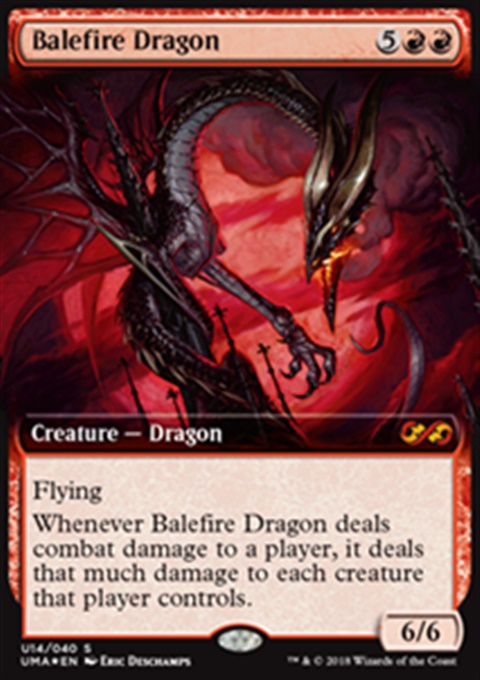 Balefire Dragon 5
Creature — Dragon
Flying
Whenever Balefire Dragon deals
combat damage to a player, it deals
that much damage to each creature
that player controls.
6/6
U14/040 S
UMA★EN Eric Deschamps
™ & © 2018 Wizards of the Coast